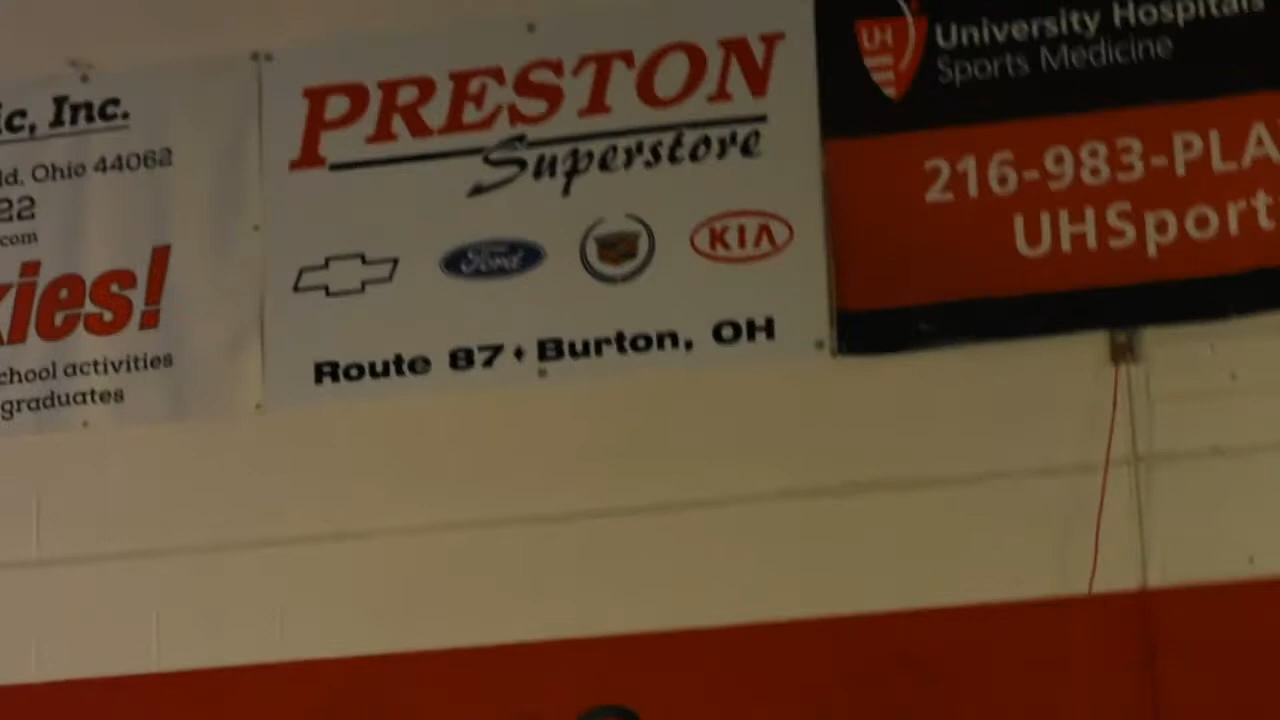 c, Inc.
ld, Ohio 44062
22
com
kies!
chool activities
graduates
PRESTON
Superstore
Ford
KIA
Route 87 • Burton, OH
UH
University Hospitals
Sports Medicine
216-983-PLA
UHSport